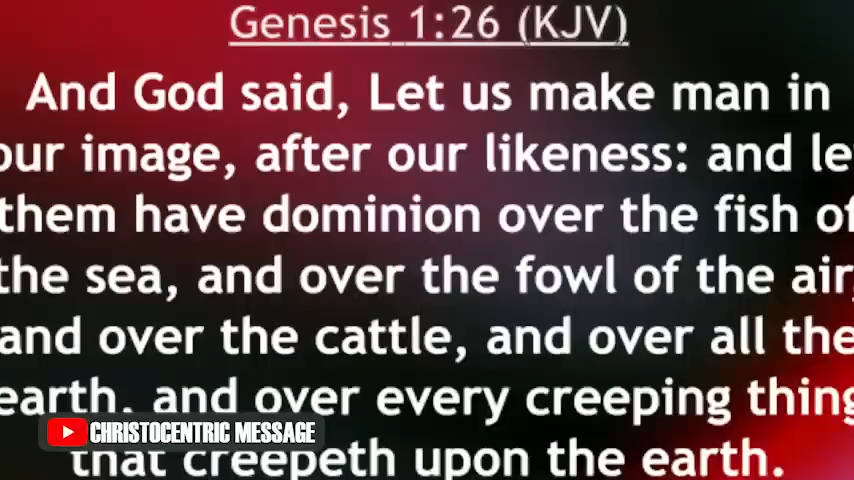 Genesis 1:26 (KJV)
And God said, Let us make man in
our image, after our likeness: and le
them have dominion over the fish of
the sea, and over the fowl of the air,
and over the cattle, and over all the
earth, and over every creeping thing
CHRISTOCENTRIC MESSAGE
that creepeth upon the earth.